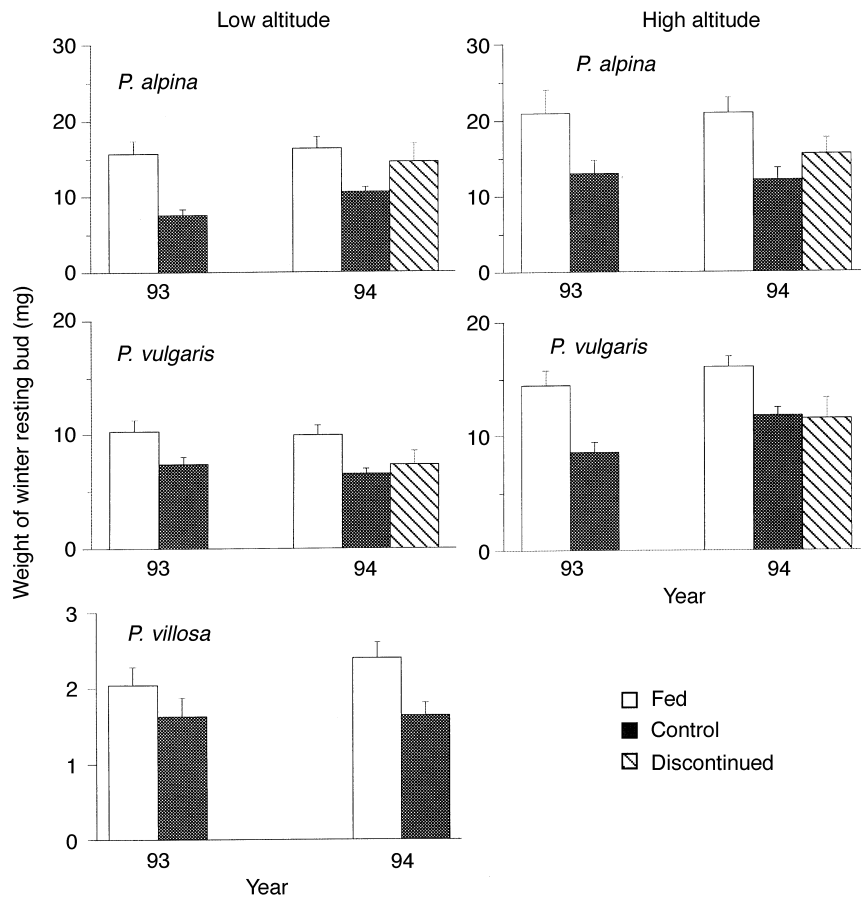 Low altitude
High altitude
Weight of winter resting bud (mg)
30
20
10
0
P. alpina
93
94
30
20
10
0
P. alpina
93
94
20
10
0
P. vulgaris
93
94
20
10
0
P. vulgaris
93
94
Year
3
2
1
0
P. villosa
93
94
Year
Fed
Control
Discontinued